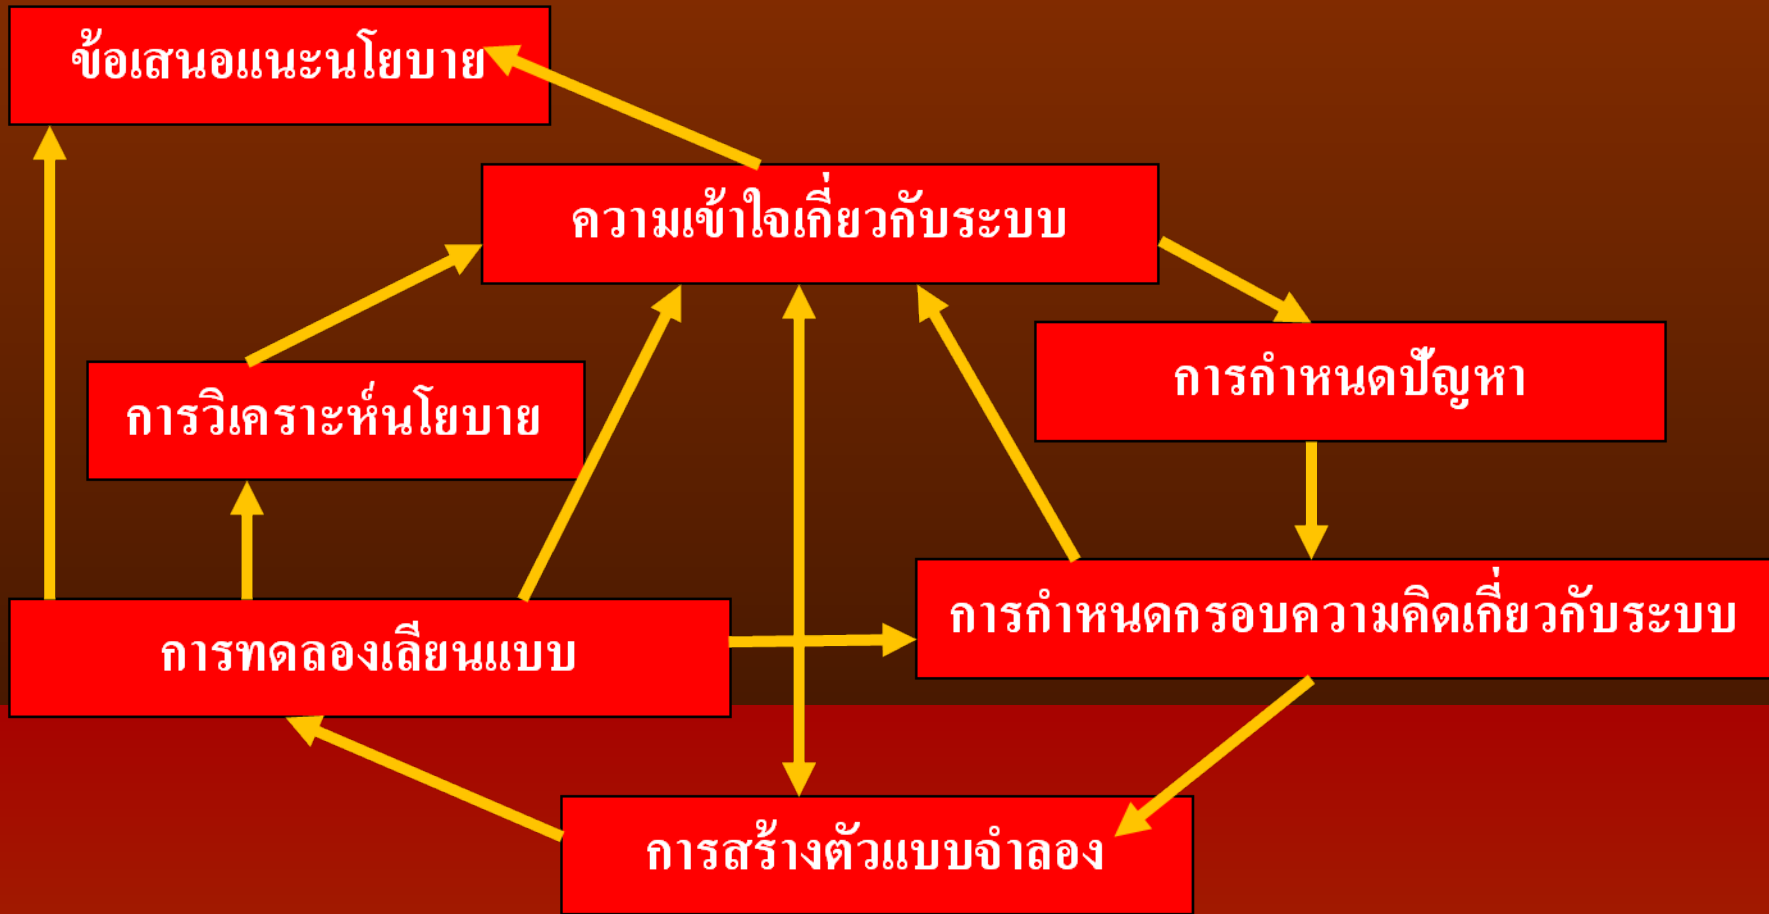 ข้อเสนอแนะนโยบาย
ความเข้าใจเกี่ยวกับระบบ
การกำหนดปัญหา
การวิเคราะห์นโยบาย
การกำหนดกรอบความคิดเกี่ยวกับระบบ
การทดลองเลียนแบบ
การสร้างตัวแบบจำลอง